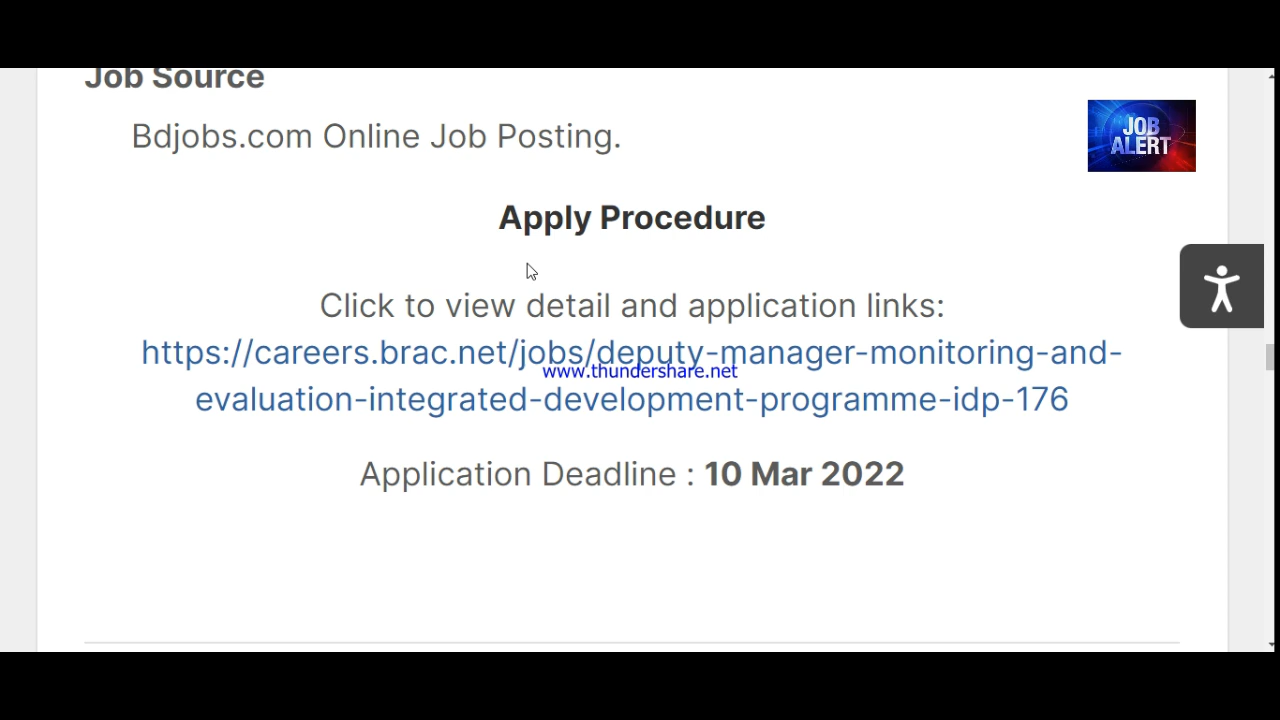 Job Source
Bdjobs.com Online Job Posting.
JOB
ALERT
Apply Procedure
Click to view detail and application links:
https://careers.brac.net/jobs/deputy-manager-monitoring-and-
www.thundershare.net
evaluation-integrated-development-programme-idp-176
Application Deadline : 10 Mar 2022